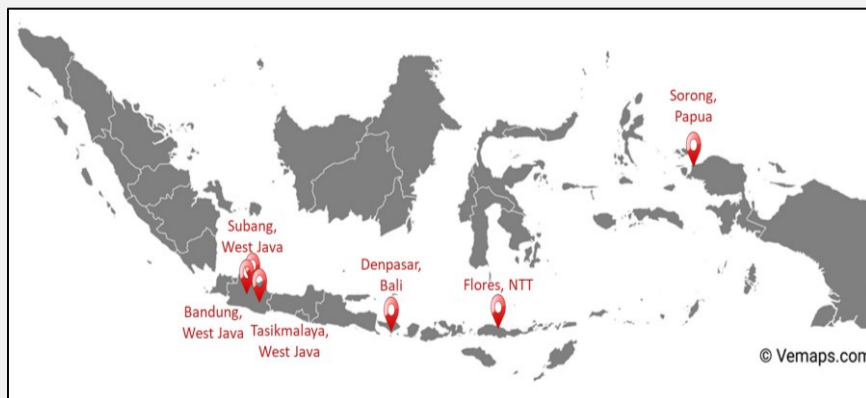 Sorong,
Papua
Subang,
West Java
Denpasar,
Bali
Flores, NTT
Bandung,
West Java
Tasikmalaya,
West Java
© Vemaps.com